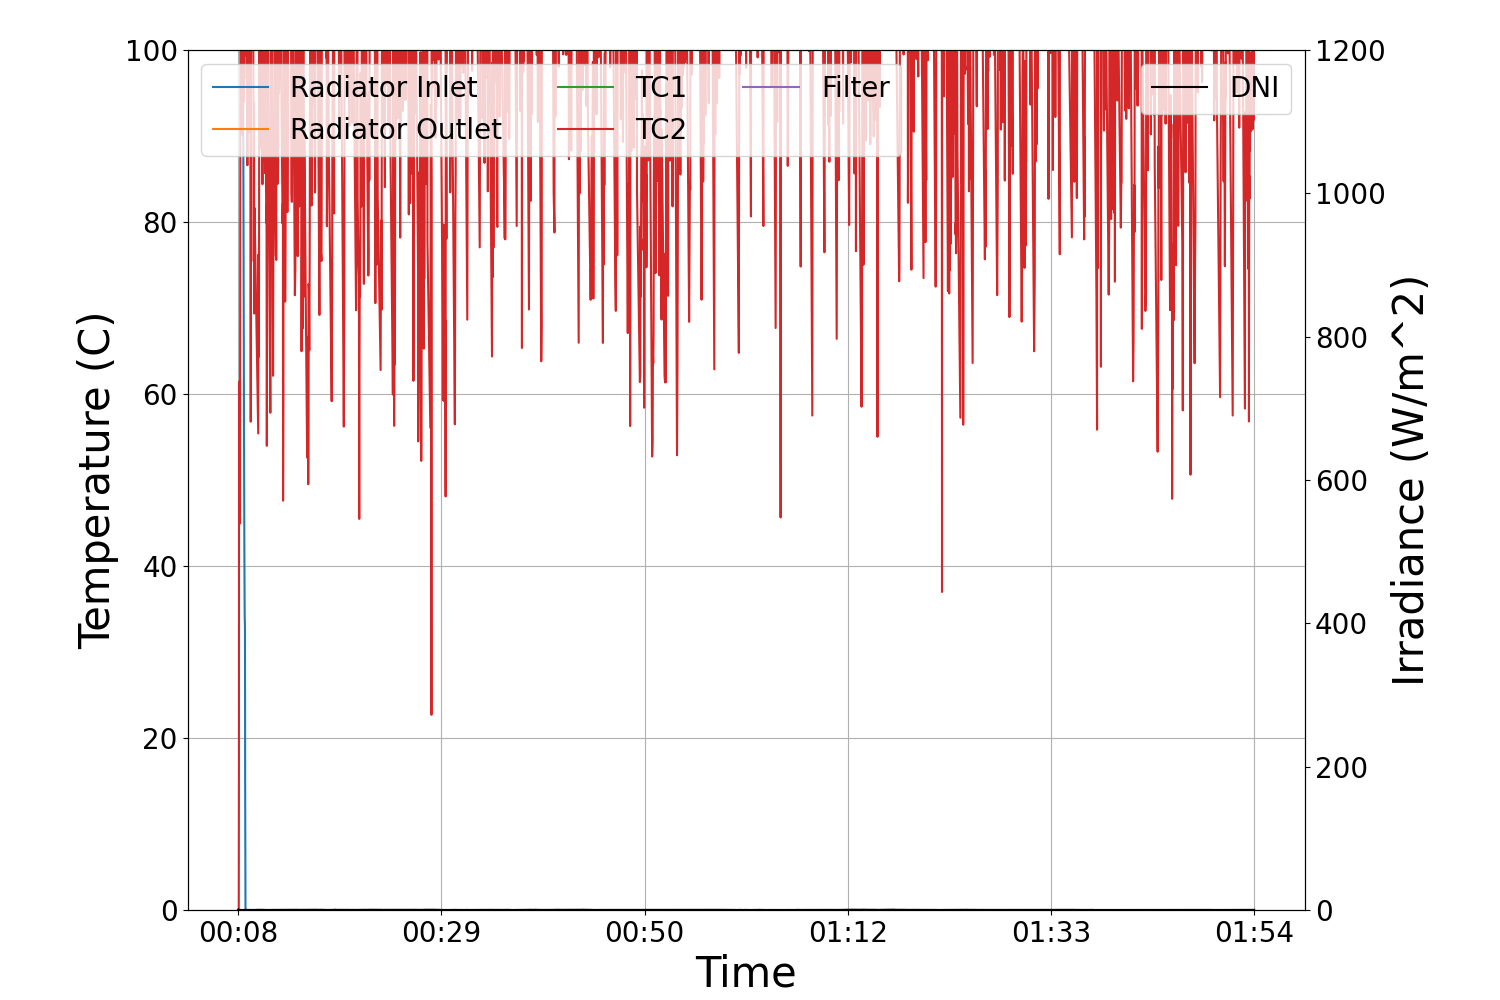 100
80
60
40
20
0
Temperature (C)
Radiator Inlet
Radiator Outlet
TC1
TC2
Filter
DNI
1200
1000
800
600
400
200
0
Irradiance (W/m^2)
00:08 00:29 00:50 01:12 01:33 01:54
Time